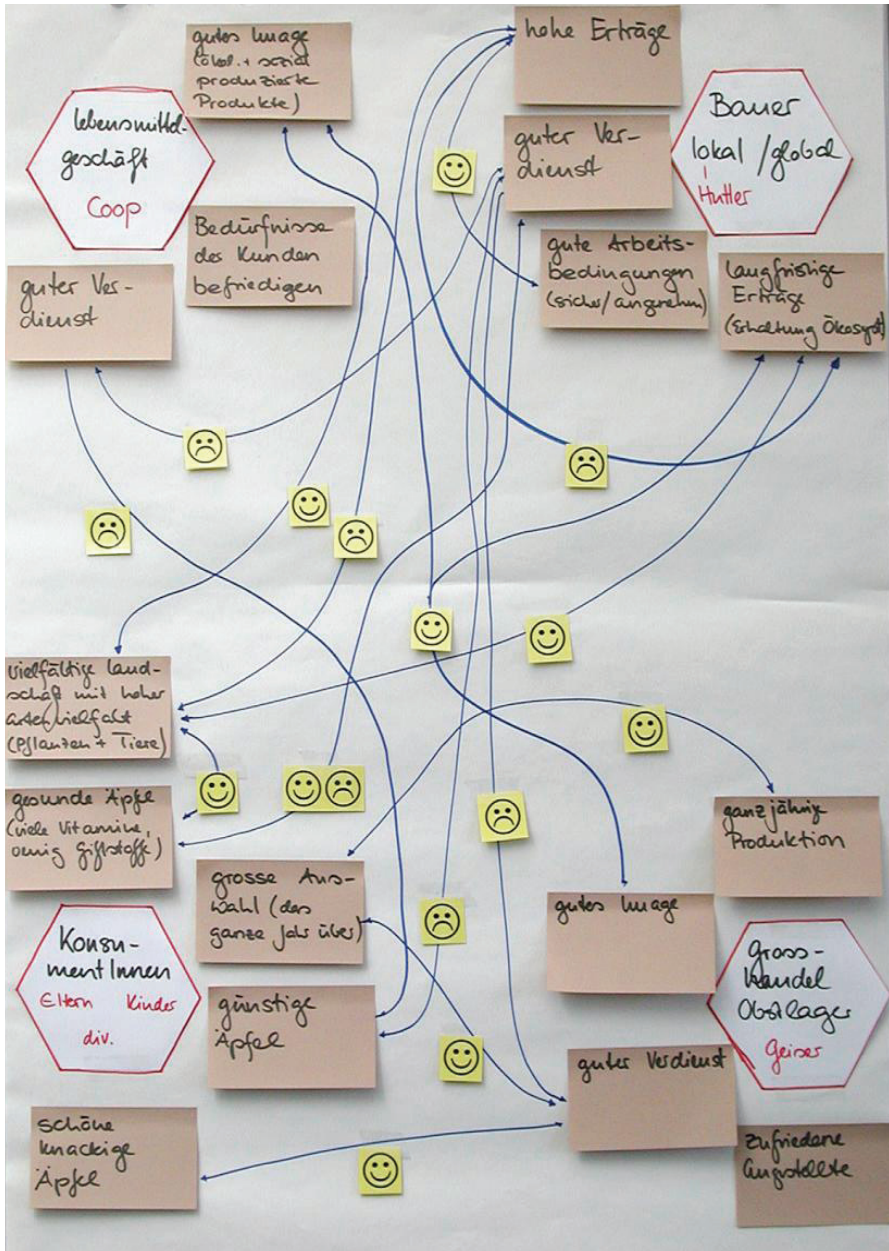 gutes Image
(ökol. + sozial
produzierte
Produkte)
hohe Erträge
Lebensmittel-
geschäft
Coop
Bauer
lokal / global
Hutler
guter Ver-
dienst
Bedürfnisse
des Kunden
befriedigen
gute Arbeits-
bedingungen
(sicher/angenehm)
langfristige
Erträge
(Erhaltung Ökosyst)
guter Ver-
dienst
vielfältige Land-
schaft mit hoher
Artenvielfalt
(Pflanzen + Tiere)
gesunde Äpfel
(viele Vitamine,
wenig Giftstoffe)
ganzjährige
Produktion
grosse Aus-
wahl (das
ganze Jahr über)
gutes Image
Konsu-
mentInnen
Eltern Kinder
div.
Gross-
handel
Obstlager
Geiser
günstige
Äpfel
guter Verdienst
schöne
knackige
Äpfel
Zufriedene
Angestellte